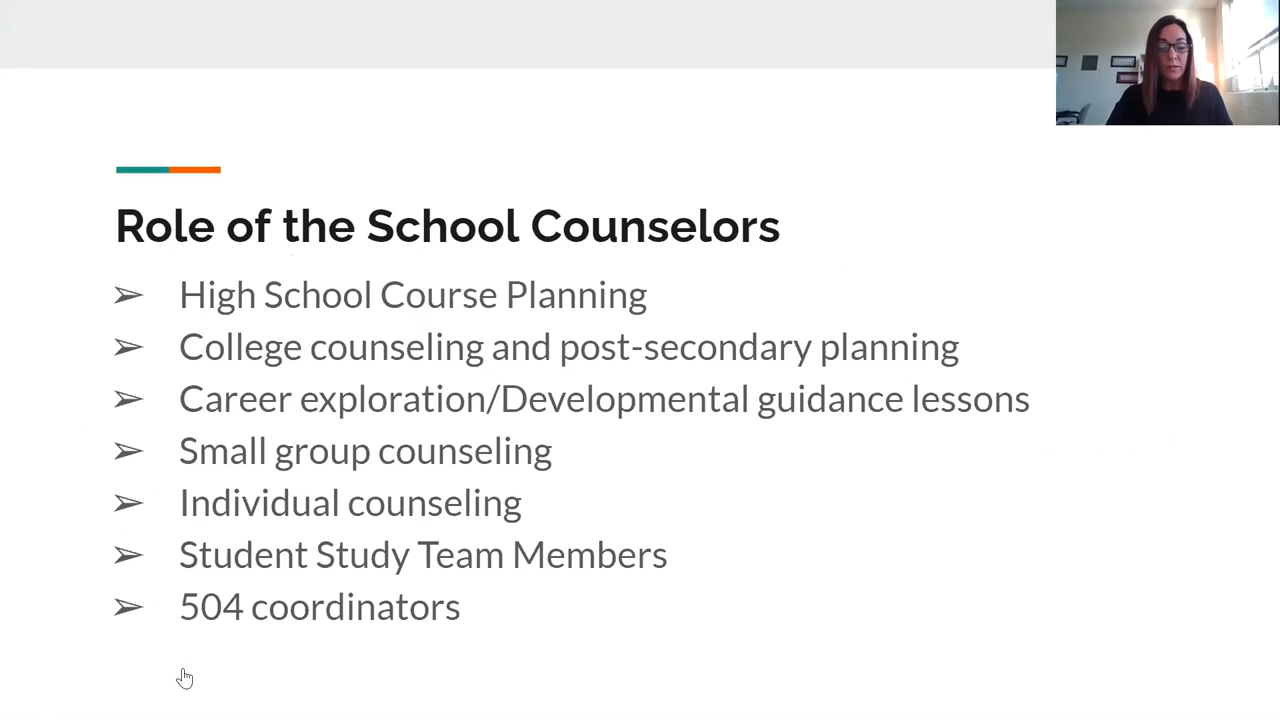 Role of the School Counselors
➢ High School Course Planning
➢ College counseling and post-secondary planning
➢ Career exploration/Developmental guidance lessons
➢ Small group counseling
➢ Individual counseling
➢ Student Study Team Members
➢ 504 coordinators